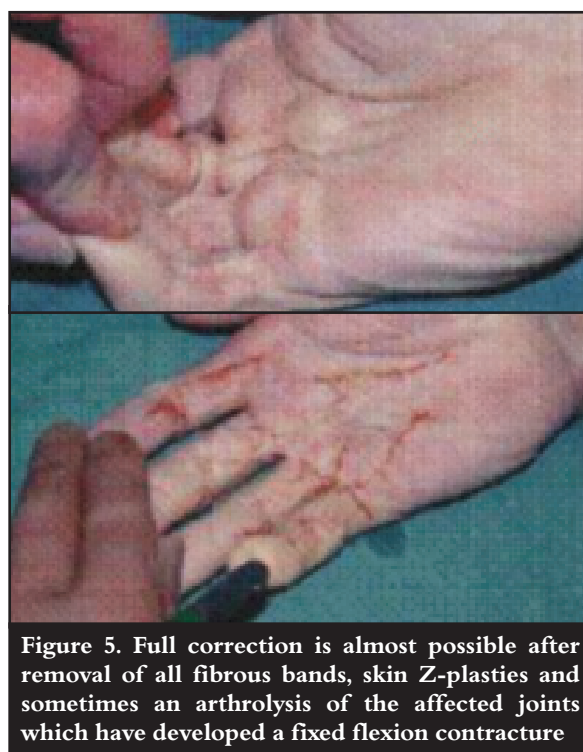 Figure 5. Full correction is almost possible after
removal of all fibrous bands, skin Z-plasties and
sometimes an arthrolysis of the affected joints
which have developed a fixed flexion contracture